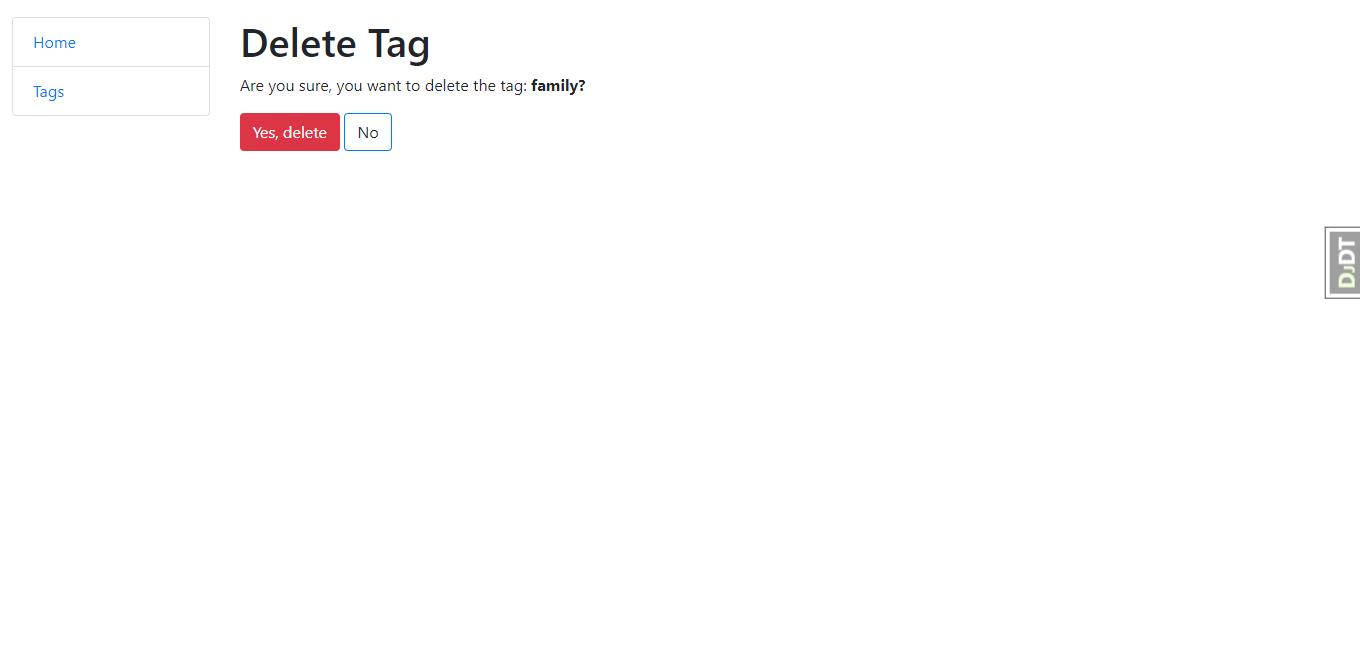 Home
Tags
Delete Tag
Are you sure, you want to delete the tag: family?
Yes, delete
No
DJDT